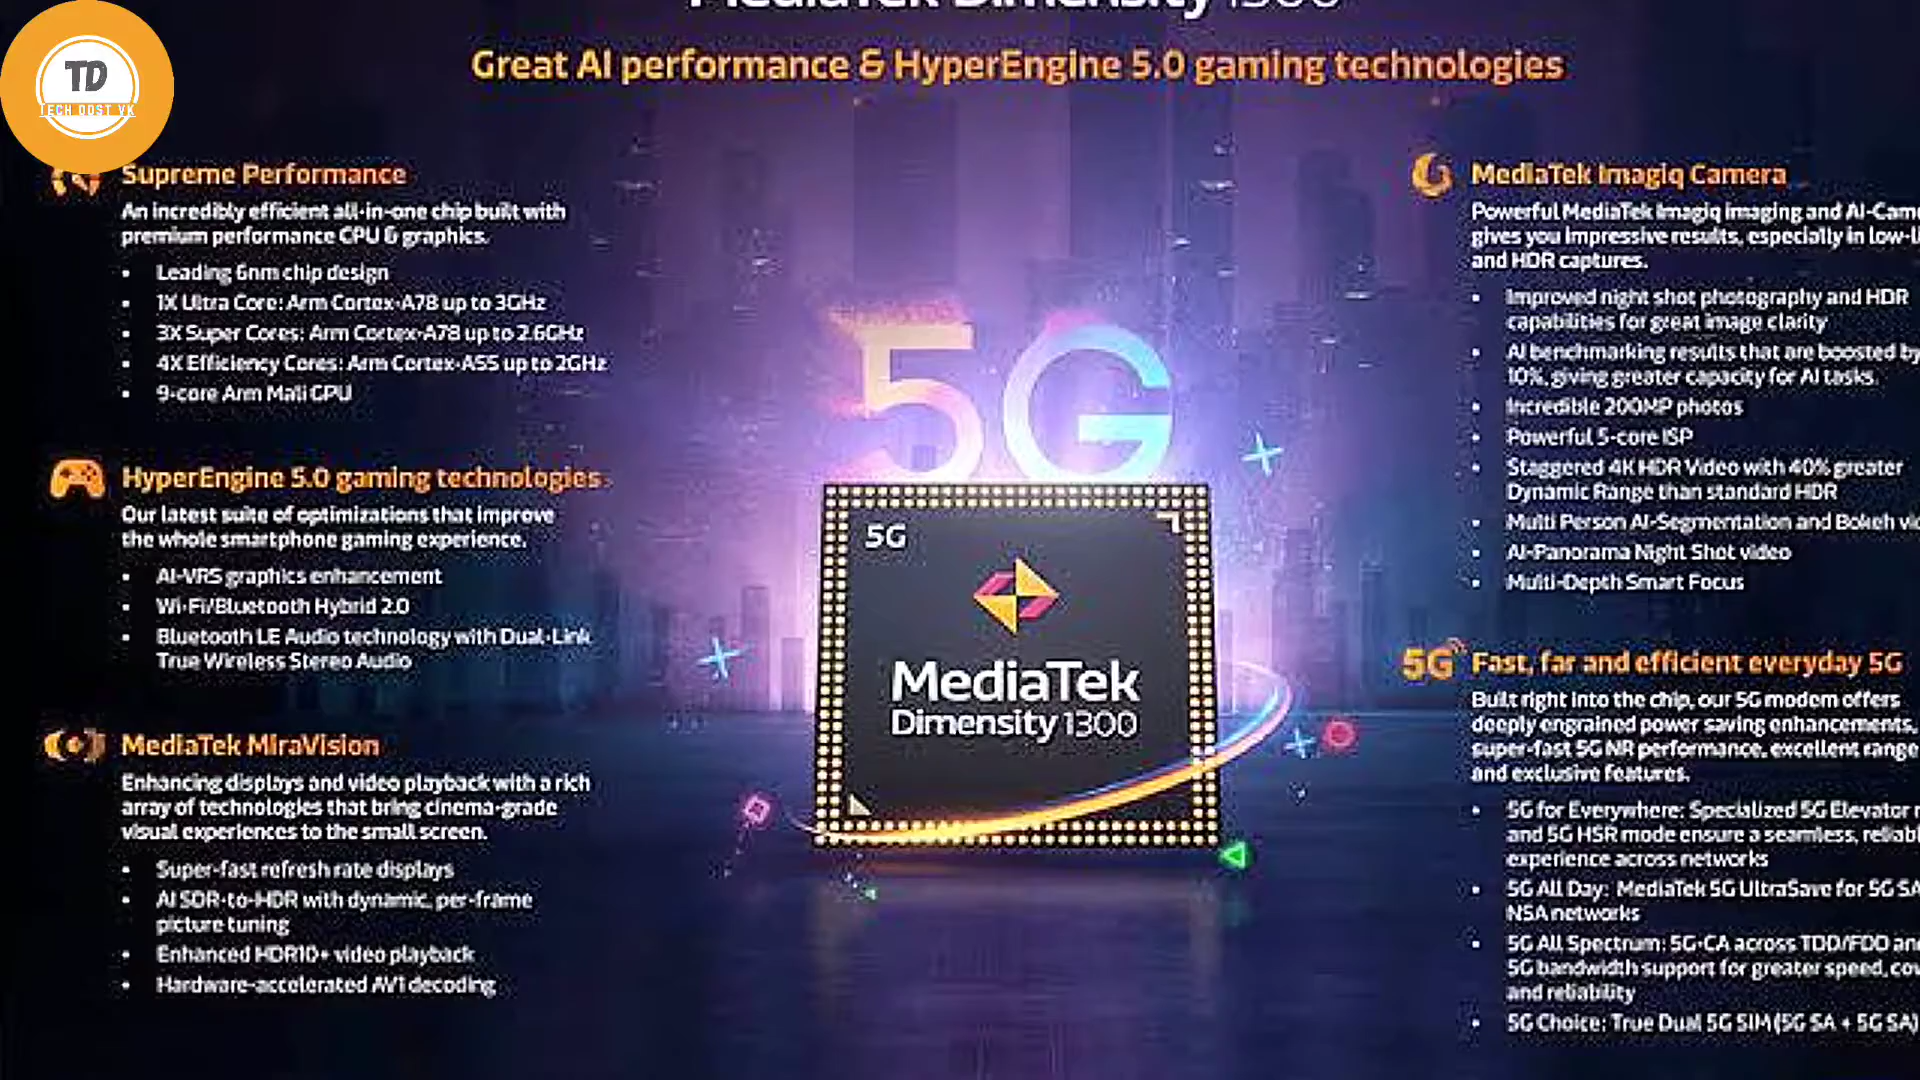 MediaTek Dimensity 1300
Great AI performance & HyperEngine 5.0 gaming technologies
TD
TECH DOST VK
Supreme Performance
An incredibly efficient all-in-one chip built with
premium performance CPU & graphics.
• Leading 6nm chip design
• 1X Ultra Core: Arm Cortex-A78 up to 3GHz
• 3X Super Cores: Arm Cortex-A78 up to 2.6GHz
• 4X Efficiency Cores: Arm Cortex-A55 up to 2GHz
• 9-core Arm Mali GPU
HyperEngine 5.0 gaming technologies
Our latest suite of optimizations that improve
the whole smartphone gaming experience.
• AI-VRS graphics enhancement
• Wi-Fi/Bluetooth Hybrid 2.0
• Bluetooth LE Audio technology with Dual-Link
True Wireless Stereo Audio
MediaTek MiraVision
Enhancing displays and video playback with a rich
array of technologies that bring cinema-grade
visual experiences to the small screen.
• Super-fast refresh rate displays
• AI SDR-to-HDR with dynamic, per-frame
picture tuning
• Enhanced HDR10+ video playback
• Hardware-accelerated AV1 decoding
5G
5G
MediaTek
Dimensity 1300
MediaTek Imagiq Camera
Powerful MediaTek Imagiq imaging and AI-Cam
gives you impressive results, especially in low-li
and HDR captures.
• Improved night shot photography and HDR
capabilities for great image clarity
• AI benchmarking results that are boosted by
10%, giving greater capacity for AI tasks.
• Incredible 200MP photos
• Powerful 5-core ISP
• Staggered 4K HDR Video with 40% greater
Dynamic Range than standard HDR
• Multi Person AI-Segmentation and Bokeh vi
• AI-Panorama Night Shot video
• Multi-Depth Smart Focus
5G Fast, far and efficient everyday 5G
Built right into the chip, our 5G modem offers
deeply engrained power saving enhancements,
super-fast 5G NR performance, excellent range
and exclusive features.
• 5G for Everywhere: Specialized 5G Elevator
and 5G HSR mode ensure a seamless, reliabl
experience across networks
• 5G All Day: MediaTek 5G UltraSave for 5G SA
NSA networks
• 5G All Spectrum: 5G-CA across TDD/FDD and
5G bandwidth support for greater speed, cov
and reliability
• 5G Choice: True Dual 5G SIM (5G SA + 5G SA)